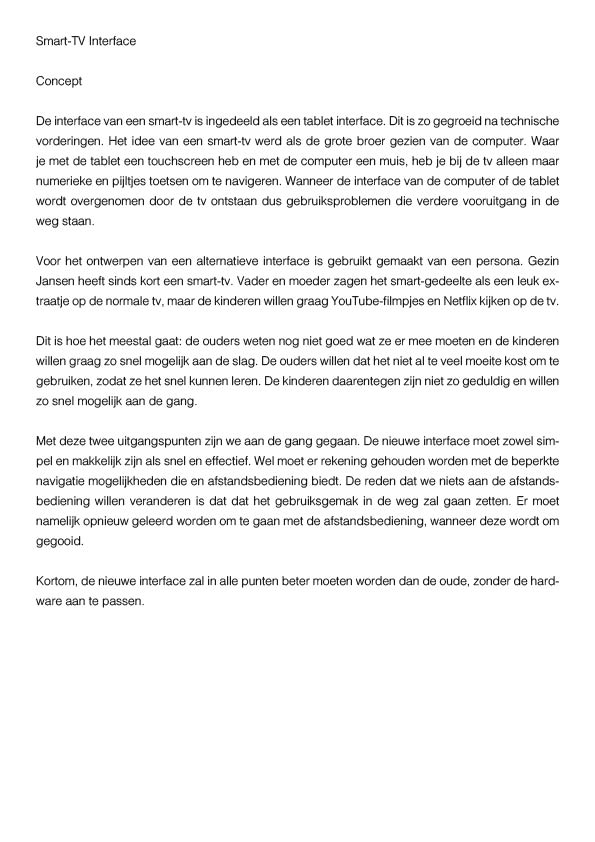 Smart-TV Interface
Concept
De interface van een smart-tv is ingedeeld als een tablet interface. Dit is zo gegroeid na technische
vorderingen. Het idee van een smart-tv werd als de grote broer gezien van de computer. Waar
je met de tablet een touchscreen heb en met de computer een muis, heb je bij de tv alleen maar
numerieke en pijltjes toetsen om te navigeren. Wanneer de interface van de computer of de tablet
wordt overgenomen door de tv ontstaan dus gebruiksproblemen die verdere vooruitgang in de
weg staan.
Voor het ontwerpen van een alternatieve interface is gebruikt gemaakt van een persona. Gezin
Jansen heeft sinds kort een smart-tv. Vader en moeder zagen het smart-gedeelte als een leuk ex-
traatje op de normale tv, maar de kinderen willen graag YouTube-filmpjes en Netflix kijken op de tv.
Dit is hoe het meestal gaat: de ouders weten nog niet goed wat ze er mee moeten en de kinderen
willen graag zo snel mogelijk aan de slag. De ouders willen dat het niet al te veel moeite kost om te
gebruiken, zodat ze het snel kunnen leren. De kinderen daarentegen zijn niet zo geduldig en willen
zo snel mogelijk aan de gang.
Met deze twee uitgangspunten zijn we aan de gang gegaan. De nieuwe interface moet zowel sim-
pel en makkelijk zijn als snel en effectief. Wel moet er rekening gehouden worden met de beperkte
navigatie mogelijkheden die en afstandsbediening biedt. De reden dat we niets aan de afstands-
bediening willen veranderen is dat dat het gebruiksgemak in de weg zal gaan zetten. Er moet
namelijk opnieuw geleerd worden om te gaan met de afstandsbediening, wanneer deze wordt om
gegooid.
Kortom, de nieuwe interface zal in alle punten beter moeten worden dan de oude, zonder de hard-
ware aan te passen.